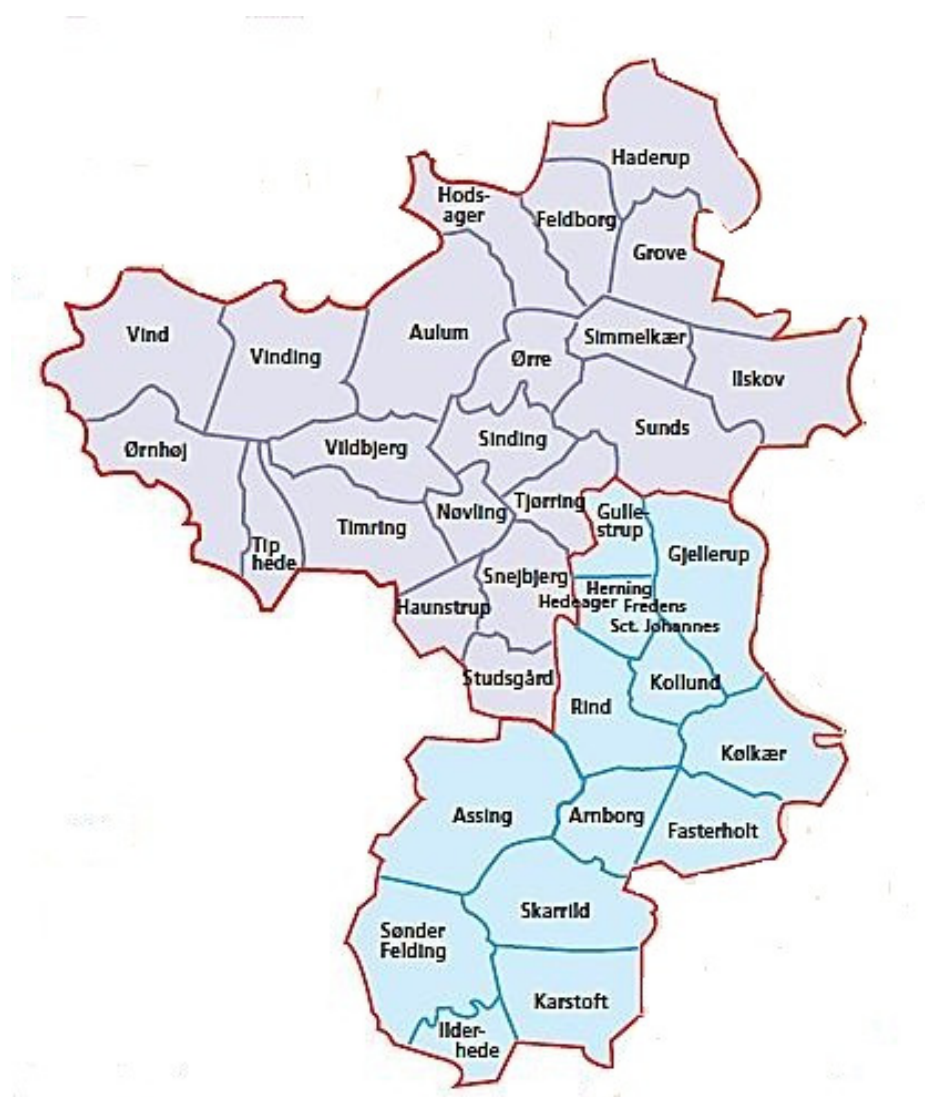 Haderup
Hods-
ager
Feldborg
Grove
Vind
Vinding
Aulum
Ørre
Simmelkær
Ilskov
Ørnhøj
Vildbjerg
Sinding
Sunds
Timring
Nøvling
Tjørring
Gulle-
strup
Gjellerup
Tip
hede
Snejbjerg
Haunstrup
Hedeager
Herning
Fredens
Sct. Johannes
Studsgård
Rind
Kollund
Kølkær
Assing
Arnborg
Fasterholt
Skarrild
Sønder
Felding
Karstoft
Ilder-
hede